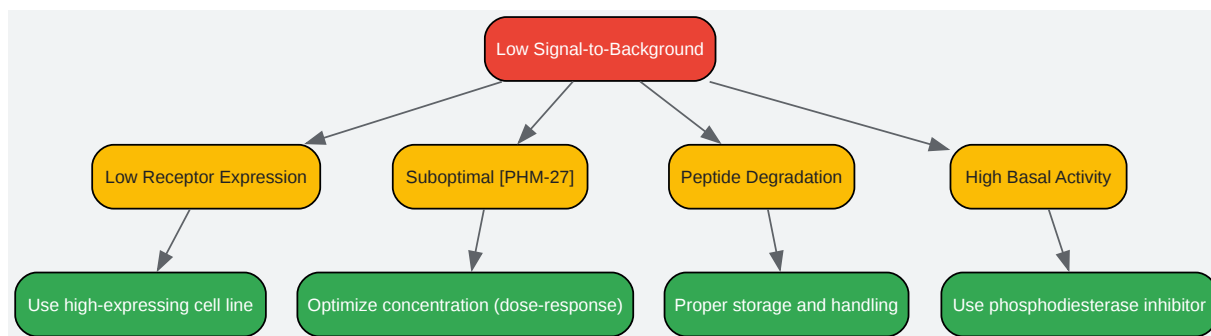 Low Signal-to-Background
Low Receptor Expression
Suboptimal [PHM-27]
Peptide Degradation
High Basal Activity
Use high-expressing cell line
Optimize concentration (dose-response)
Proper storage and handling
Use phosphodiesterase inhibitor